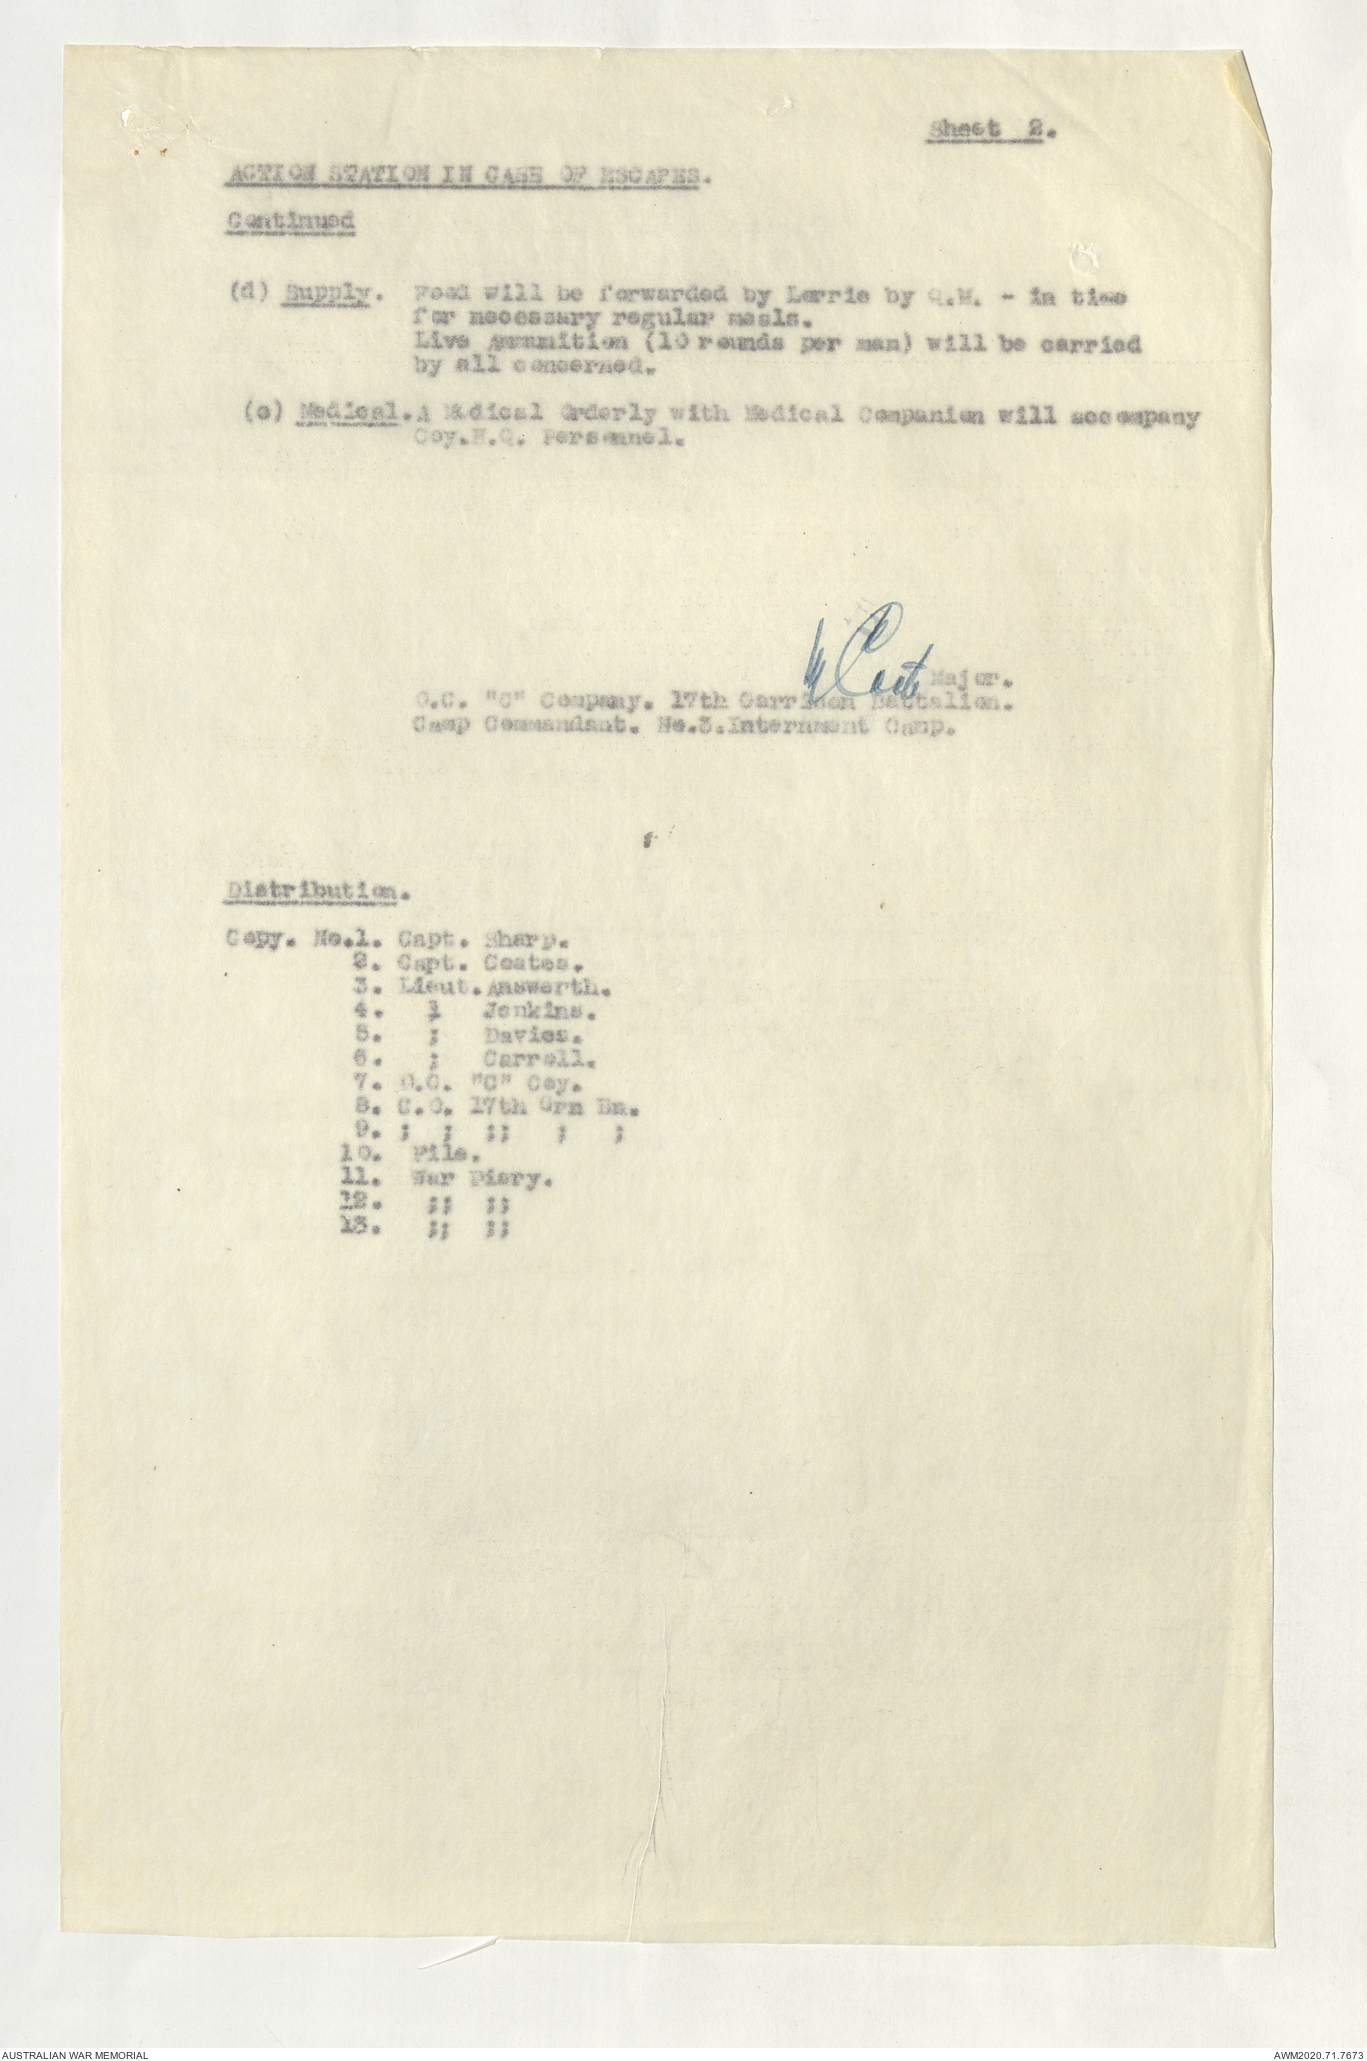 Sheet 2.
ACTION STATION IN CASE OF ESCAPES.
Continued
(d) Supply. Food will be forwarded by Lorrie by Q.M. - in time
for necessary regular meals.
Live Ammunition (10 rounds per man) will be carried
by all concerned.
(e) Medical. A Medical Orderly with Medical Companion will accompany
Coy.H.Q. Personnel.
Major.
O.C. "C" Company. 17th Garrison Battalion.
Camp Commandant. No.3.Internment Camp.
Distribution.
Copy. No.1. Capt. Sharp.
2. Capt. Coates.
3. Lieut. Answorth.
4. ; Jenkins.
5. ; Davies.
6. ; Carroll.
7. O.C. "C" Coy.
8. C.O. 17th Grn Bn.
9. ; ; ;; ; ;
10. File.
11. War Diary.
12. ;; ;;
13. ;; ;;
AUSTRALIAN WAR MEMORIAL
AWM2020.71.7673